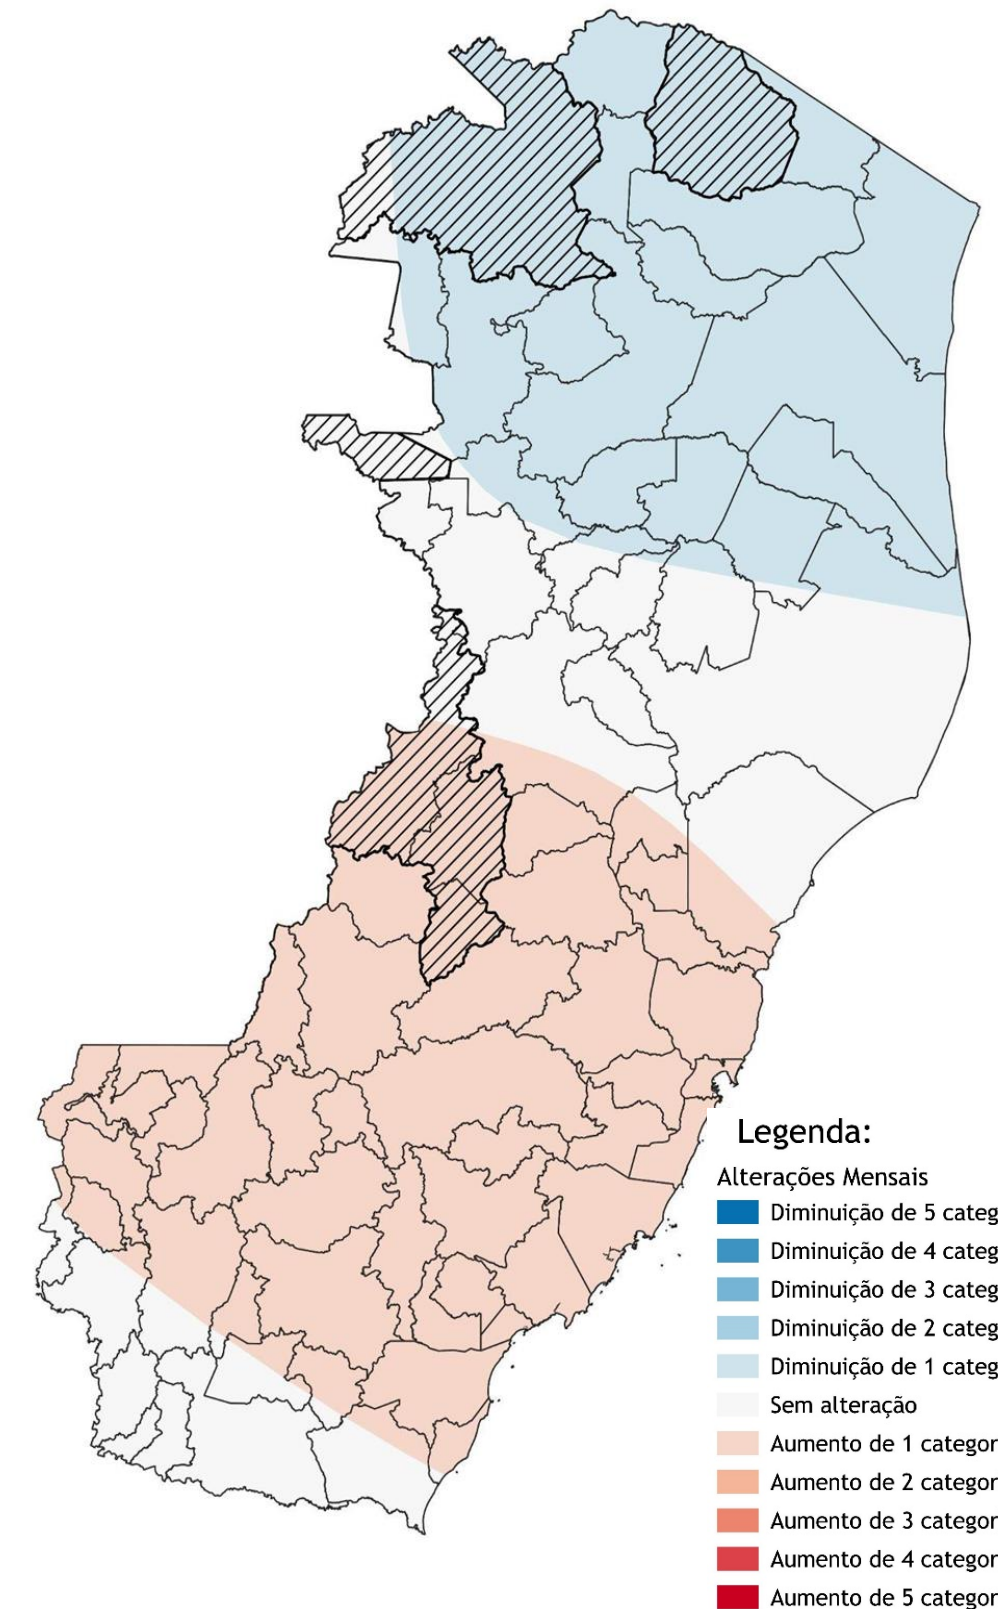 Legenda:
Alterações Mensais
Diminuição de 5 categ
Diminuição de 4 categ
Diminuição de 3 categ
Diminuição de 2 categ
Diminuição de 1 categ
Sem alteração
Aumento de 1 categor
Aumento de 2 categor
Aumento de 3 categor
Aumento de 4 categor
Aumento de 5 categor